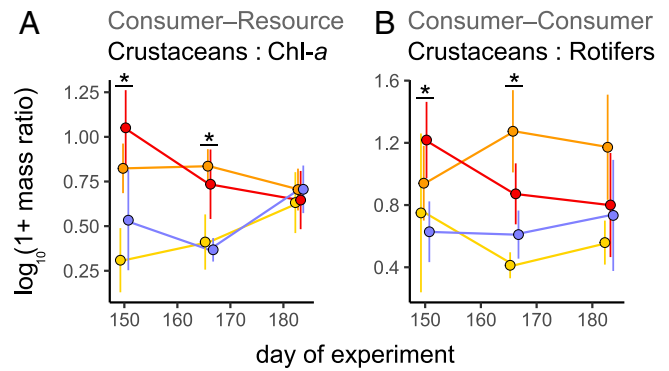 A Consumer–Resource
Crustaceans : Chl-a
B Consumer–Consumer
Crustaceans : Rotifers
log10(1+ mass ratio)
1.25
1.00
0.75
0.50
0.25
*
*
150 160 170 180
1.6
1.2
0.8
0.4
*
*
150 160 170 180
day of experiment